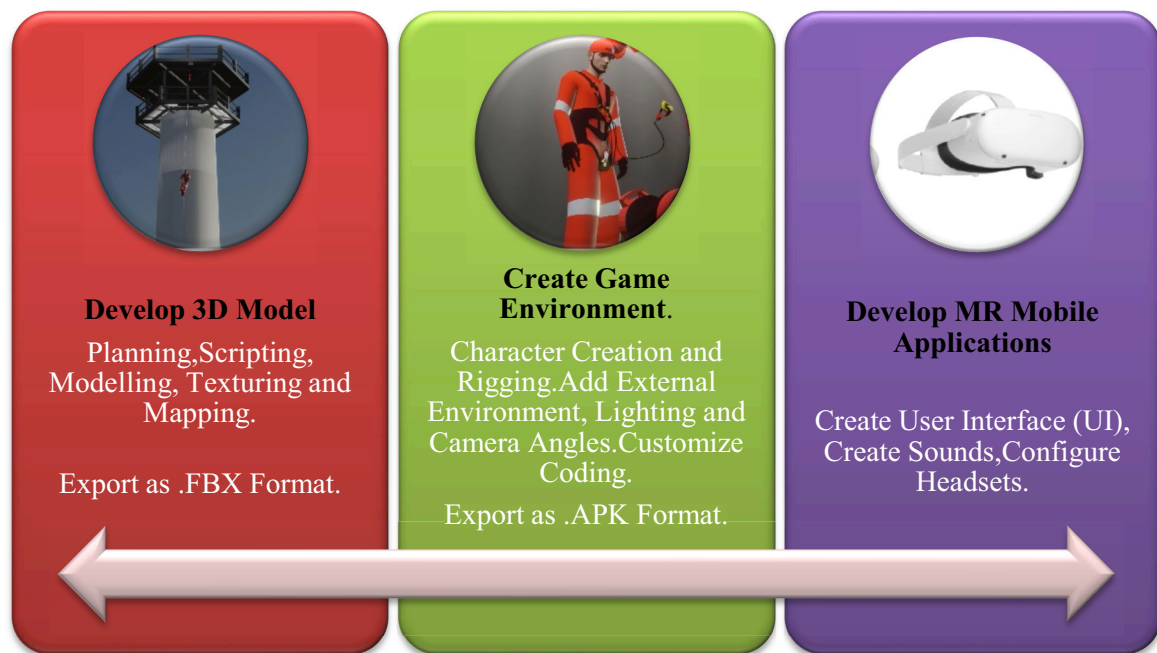 Develop 3D Model
Planning,Scripting,
Modelling, Texturing and
Mapping.
Export as .FBX Format.
Create Game
Environment.
Character Creation and
Rigging.Add External
Environment, Lighting and
Camera Angles.Customize
Coding.
Export as .APK Format.
Develop MR Mobile
Applications
Create User Interface (UI),
Create Sounds,Configure
Headsets.